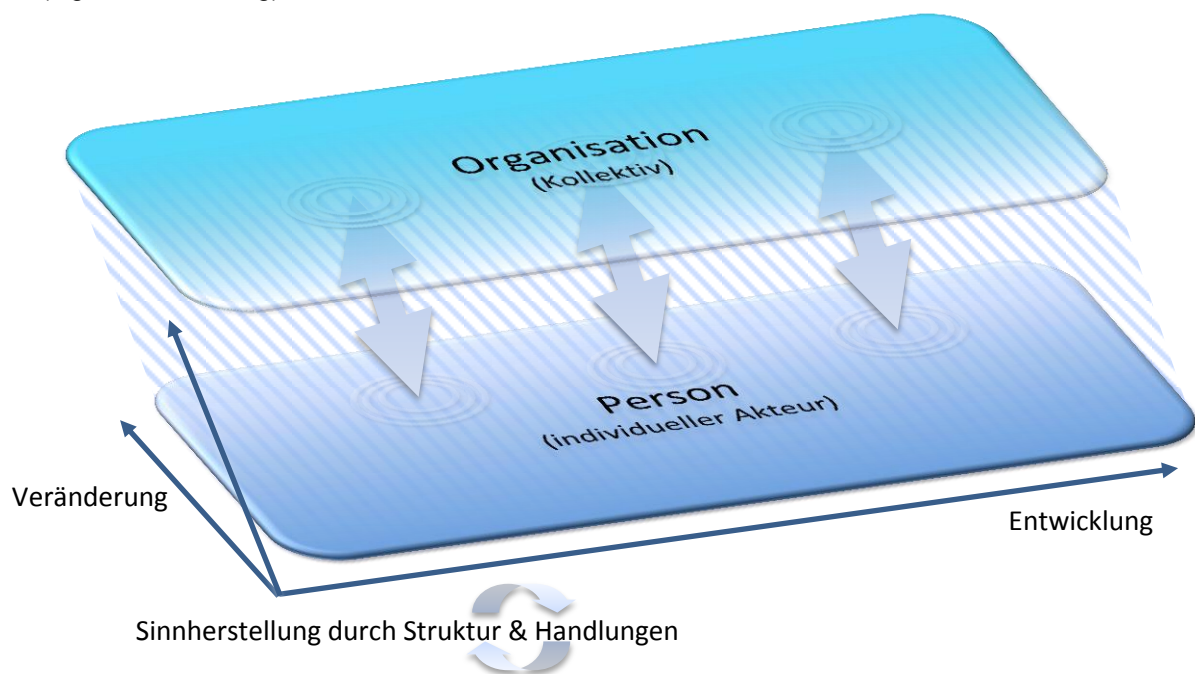 Organisation
(Kollektiv)
Person
(individueller Akteur)
Veränderung
Entwicklung
Sinnherstellung durch Struktur & Handlungen